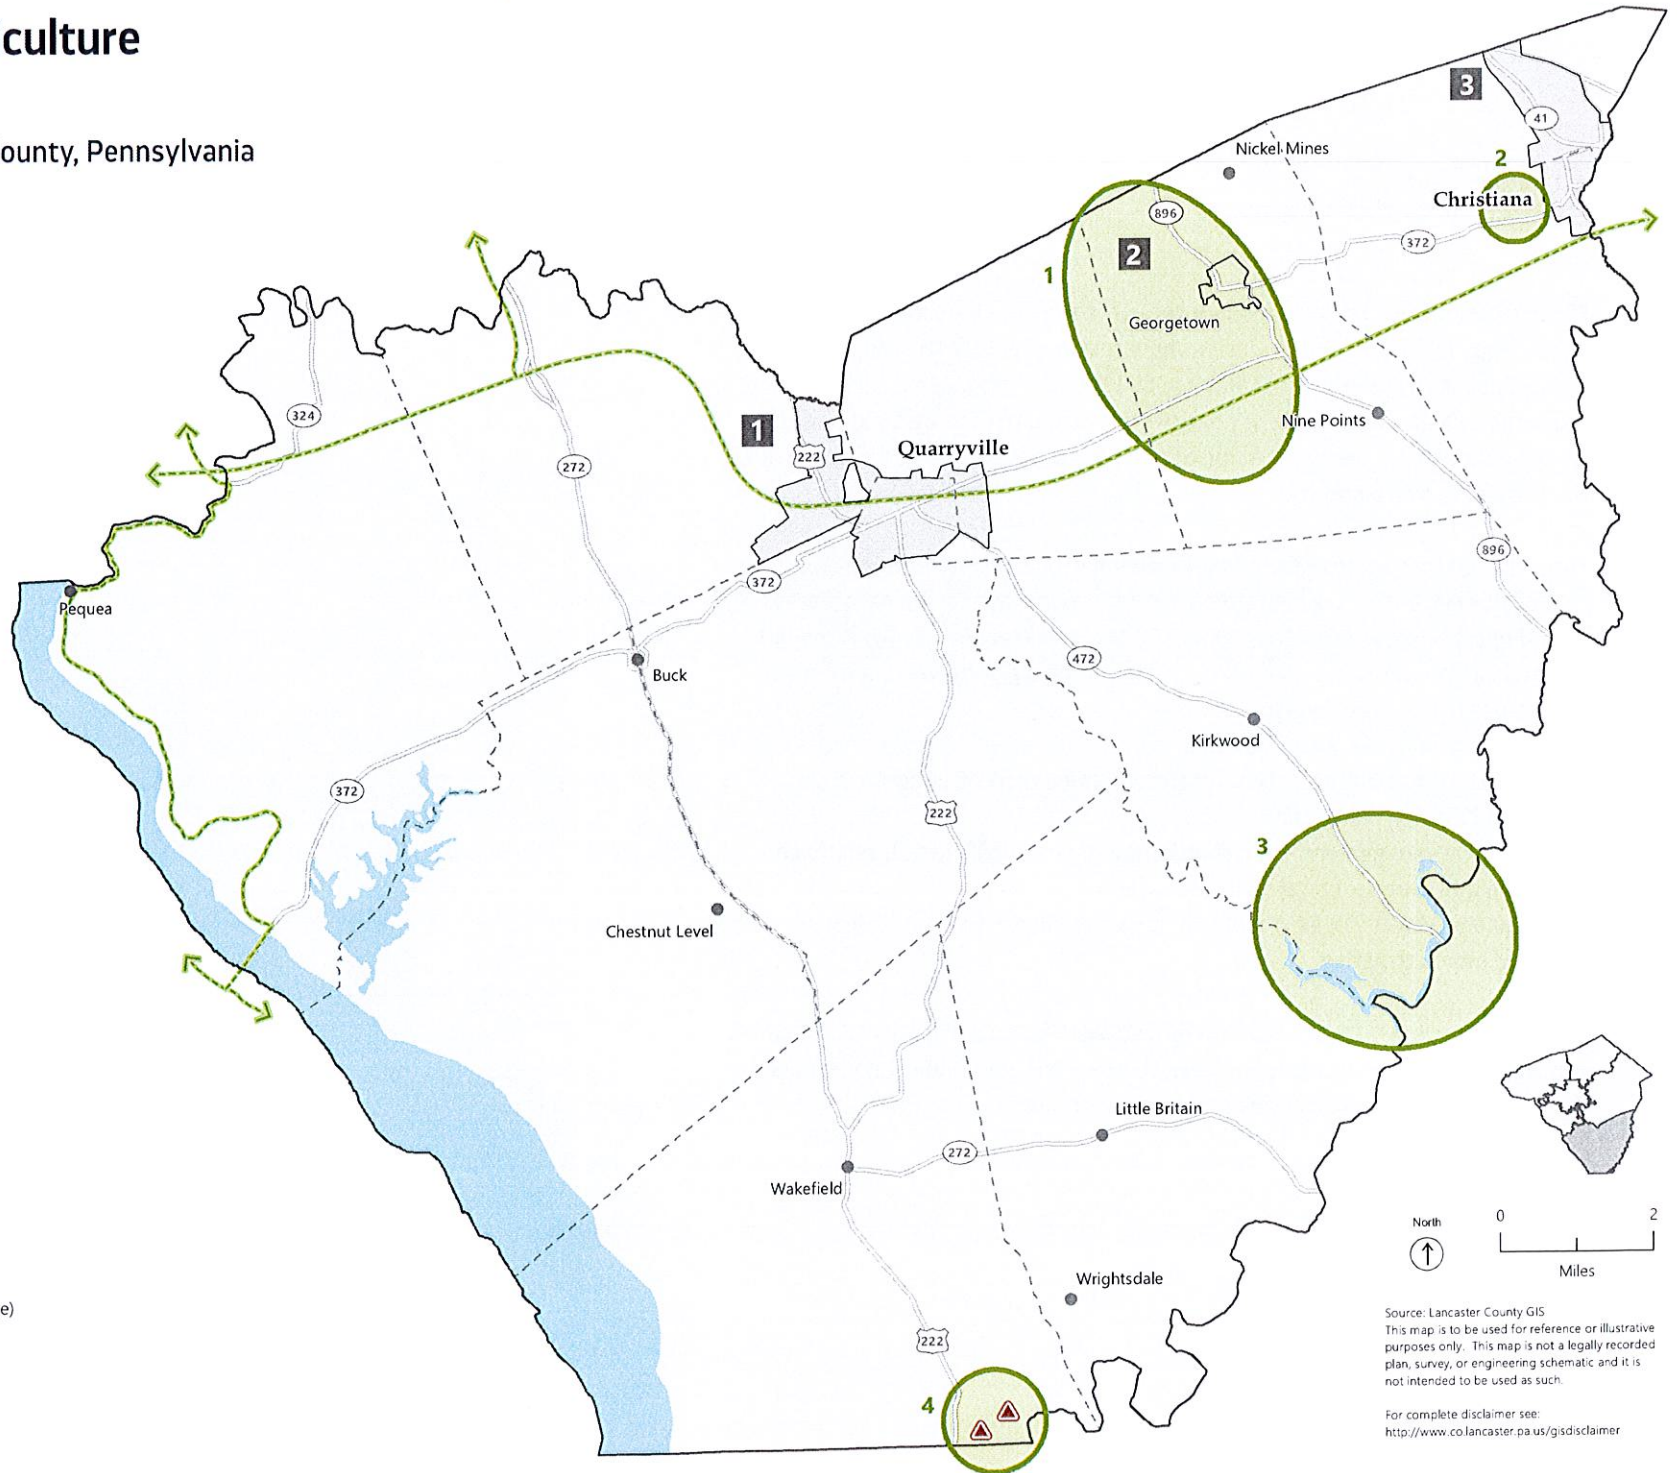 culture
ounty, Pennsylvania
3
41
Nickel Mines
2
Christiana
896
2
372
1
Georgetown
324
1
Nine Points
222
Quarryville
272
896
372
Pequea
472
Buck
Kirkwood
372
222
3
Chestnut Level
Little Britain
272
Wakefield
Wrightsdale
222
4
North
0 2
Miles
e)
Source: Lancaster County GIS
This map is to be used for reference or illustrative
purposes only. This map is not a legally recorded
plan, survey, or engineering schematic and it is
not intended to be used as such.
For complete disclaimer see:
http://www.co.lancaster.pa.us/gisdisclaimer